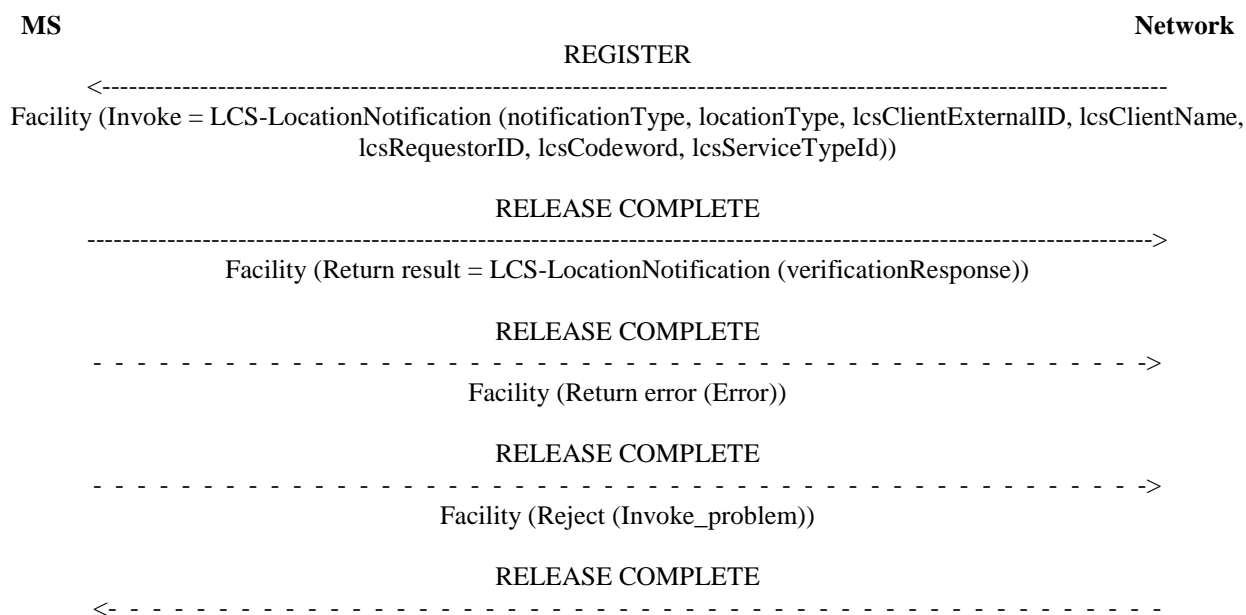 MS Network
REGISTER
<------------------------------------------------------------------------------------------------------------------------
Facility (Invoke = LCS-LocationNotification (notificationType, locationType, lcsClientExternalID, lcsClientName,
lcsRequestorID, lcsCodeword, lcsServiceTypeId))
RELEASE COMPLETE
------------------------------------------------------------------------------------------------------------------------>
Facility (Return result = LCS-LocationNotification (verificationResponse))
RELEASE COMPLETE
- - - - - - - - - - - - - - - - - - - - - - - - - - - - - - - - - - - - - - - - - - - - - - - ->
Facility (Return error (Error))
RELEASE COMPLETE
- - - - - - - - - - - - - - - - - - - - - - - - - - - - - - - - - - - - - - - - - - - - - - - ->
Facility (Reject (Invoke_problem))
RELEASE COMPLETE
<- - - - - - - - - - - - - - - - - - - - - - - - - - - - - - - - - - - - - - - - - - - - - - - -